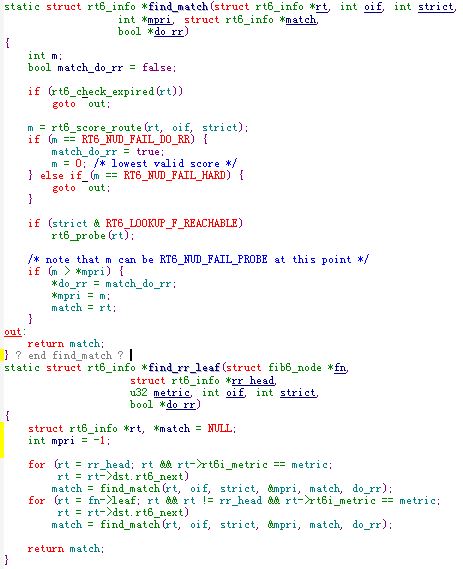 static struct rt6_info *find_match(struct rt6_info *rt, int oif, int strict,
int *mpri, struct rt6_info *match,
bool *do_rr)
{
int m;
bool match_do_rr = false;
if (rt6_check_expired(rt))
goto out;
m = rt6_score_route(rt, oif, strict);
if (m == RT6_NUD_FAIL_DO_RR) {
match_do_rr = true;
m = 0; /* lowest valid score */
} else if (m == RT6_NUD_FAIL_HARD) {
goto out;
}
if (strict & RT6_LOOKUP_F_REACHABLE)
rt6_probe(rt);
/* note that m can be RT6_NUD_FAIL_PROBE at this point */
if (m > *mpri) {
*do_rr = match_do_rr;
*mpri = m;
match = rt;
}
out:
return match;
} ? end find_match ?
static struct rt6_info *find_rr_leaf(struct fib6_node *fn,
struct rt6_info *rr_head,
u32 metric, int oif, int strict,
bool *do_rr)
{
struct rt6_info *rt, *match = NULL;
int mpri = -1;
for (rt = rr_head; rt && rt->rt6i_metric == metric;
rt = rt->dst.rt6_next)
match = find_match(rt, oif, strict, &mpri, match, do_rr);
for (rt = fn->leaf; rt && rt != rr_head && rt->rt6i_metric == metric;
rt = rt->dst.rt6_next)
match = find_match(rt, oif, strict, &mpri, match, do_rr);
return match;
}